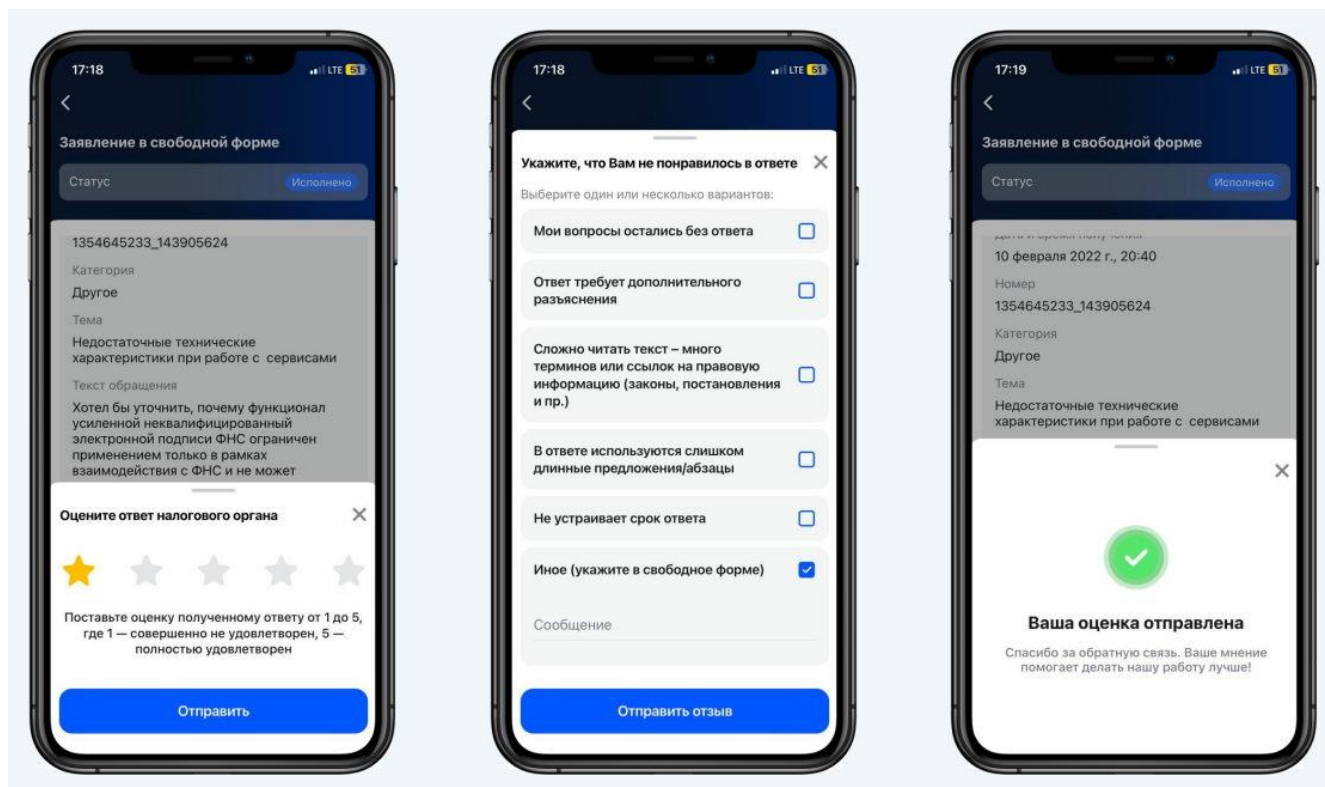 17:18
LTE 51
Заявление в свободной форме
Статус
Исполнено
1354645233_143905624
Категория
Другое
Тема
Недостаточные технические
характеристики при работе с сервисами
Текст обращения
Хотел бы уточнить, почему функционал
усиленной неквалифицированный
электронной подписи ФНС ограничен
применением только в рамках
взаимодействия с ФНС и не может
Оцените ответ налогового органа
Поставьте оценку полученному ответу от 1 до 5,
где 1 — совершенно не удовлетворен, 5 —
полностью удовлетворен
Отправить
17:18
LTE 51
Укажите, что Вам не понравилось в ответе
Выберите один или несколько вариантов:
Мои вопросы остались без ответа
Ответ требует дополнительного
разъяснения
Сложно читать текст – много
терминов или ссылок на правовую
информацию (законы, постановления
и пр.)
В ответе используются слишком
длинные предложения/абзацы
Не устраивает срок ответа
Иное (укажите в свободное форме)
Сообщение
Отправить отзыв
17:19
LTE 51
Заявление в свободной форме
Статус
Исполнено
Дата и время получения
10 февраля 2022 г., 20:40
Номер
1354645233_143905624
Категория
Другое
Тема
Недостаточные технические
характеристики при работе с сервисами
Ваша оценка отправлена
Спасибо за обратную связь. Ваше мнение
помогает делать нашу работу лучше!